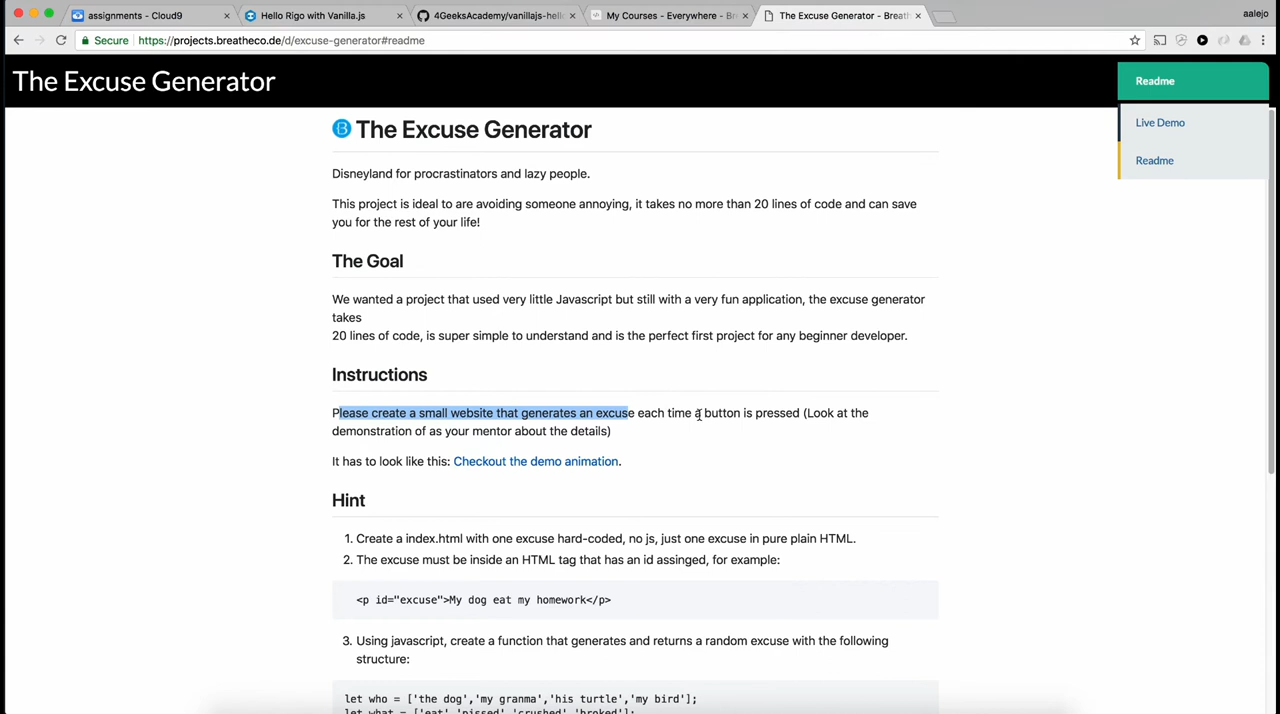 assignments - Cloud9
Hello Rigo with Vanilla.js
4GeeksAcademy/vanillajs-hell
My Courses - Everywhere - Br
The Excuse Generator - Breath
aalejo
Secure https://projects.breatheco.de/d/excuse-generator#readme
The Excuse Generator
Readme
Live Demo
Readme
The Excuse Generator
Disneyland for procrastinators and lazy people.
This project is ideal to are avoiding someone annoying, it takes no more than 20 lines of code and can save
you for the rest of your life!
The Goal
We wanted a project that used very little Javascript but still with a very fun application, the excuse generator
takes
20 lines of code, is super simple to understand and is the perfect first project for any beginner developer.
Instructions
Please create a small website that generates an excuse each time a button is pressed (Look at the
demonstration of as your mentor about the details)
It has to look like this: Checkout the demo animation.
Hint
1. Create a index.html with one excuse hard-coded, no js, just one excuse in pure plain HTML.
2. The excuse must be inside an HTML tag that has an id assinged, for example:
<p id="excuse">My dog eat my homework</p>
3. Using javascript, create a function that generates and returns a random excuse with the following
structure:
let who = ['the dog','my granma','his turtle','my bird'];
let what = ['eat','pissed','crushed','broked'];